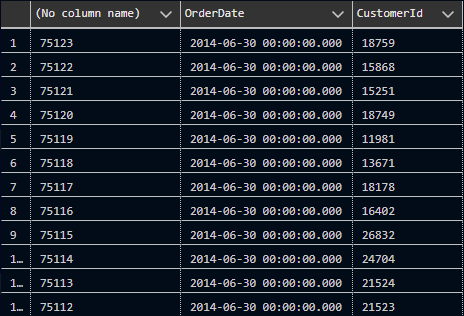 (No column name) OrderDate CustomerId
1 75123 2014-06-30 00:00:00.000 18759
2 75122 2014-06-30 00:00:00.000 15868
3 75121 2014-06-30 00:00:00.000 15251
4 75120 2014-06-30 00:00:00.000 18749
5 75119 2014-06-30 00:00:00.000 11981
6 75118 2014-06-30 00:00:00.000 13671
7 75117 2014-06-30 00:00:00.000 18178
8 75116 2014-06-30 00:00:00.000 16402
9 75115 2014-06-30 00:00:00.000 26832
1… 75114 2014-06-30 00:00:00.000 24704
1… 75113 2014-06-30 00:00:00.000 21524
1… 75112 2014-06-30 00:00:00.000 21523